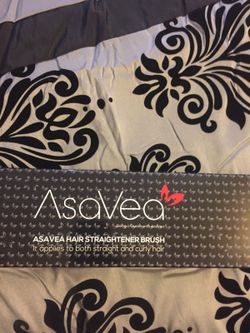 AsaVea
ASAVEA HAIR STRAIGHTENER BRUSH
It applies to both straight and curly hair